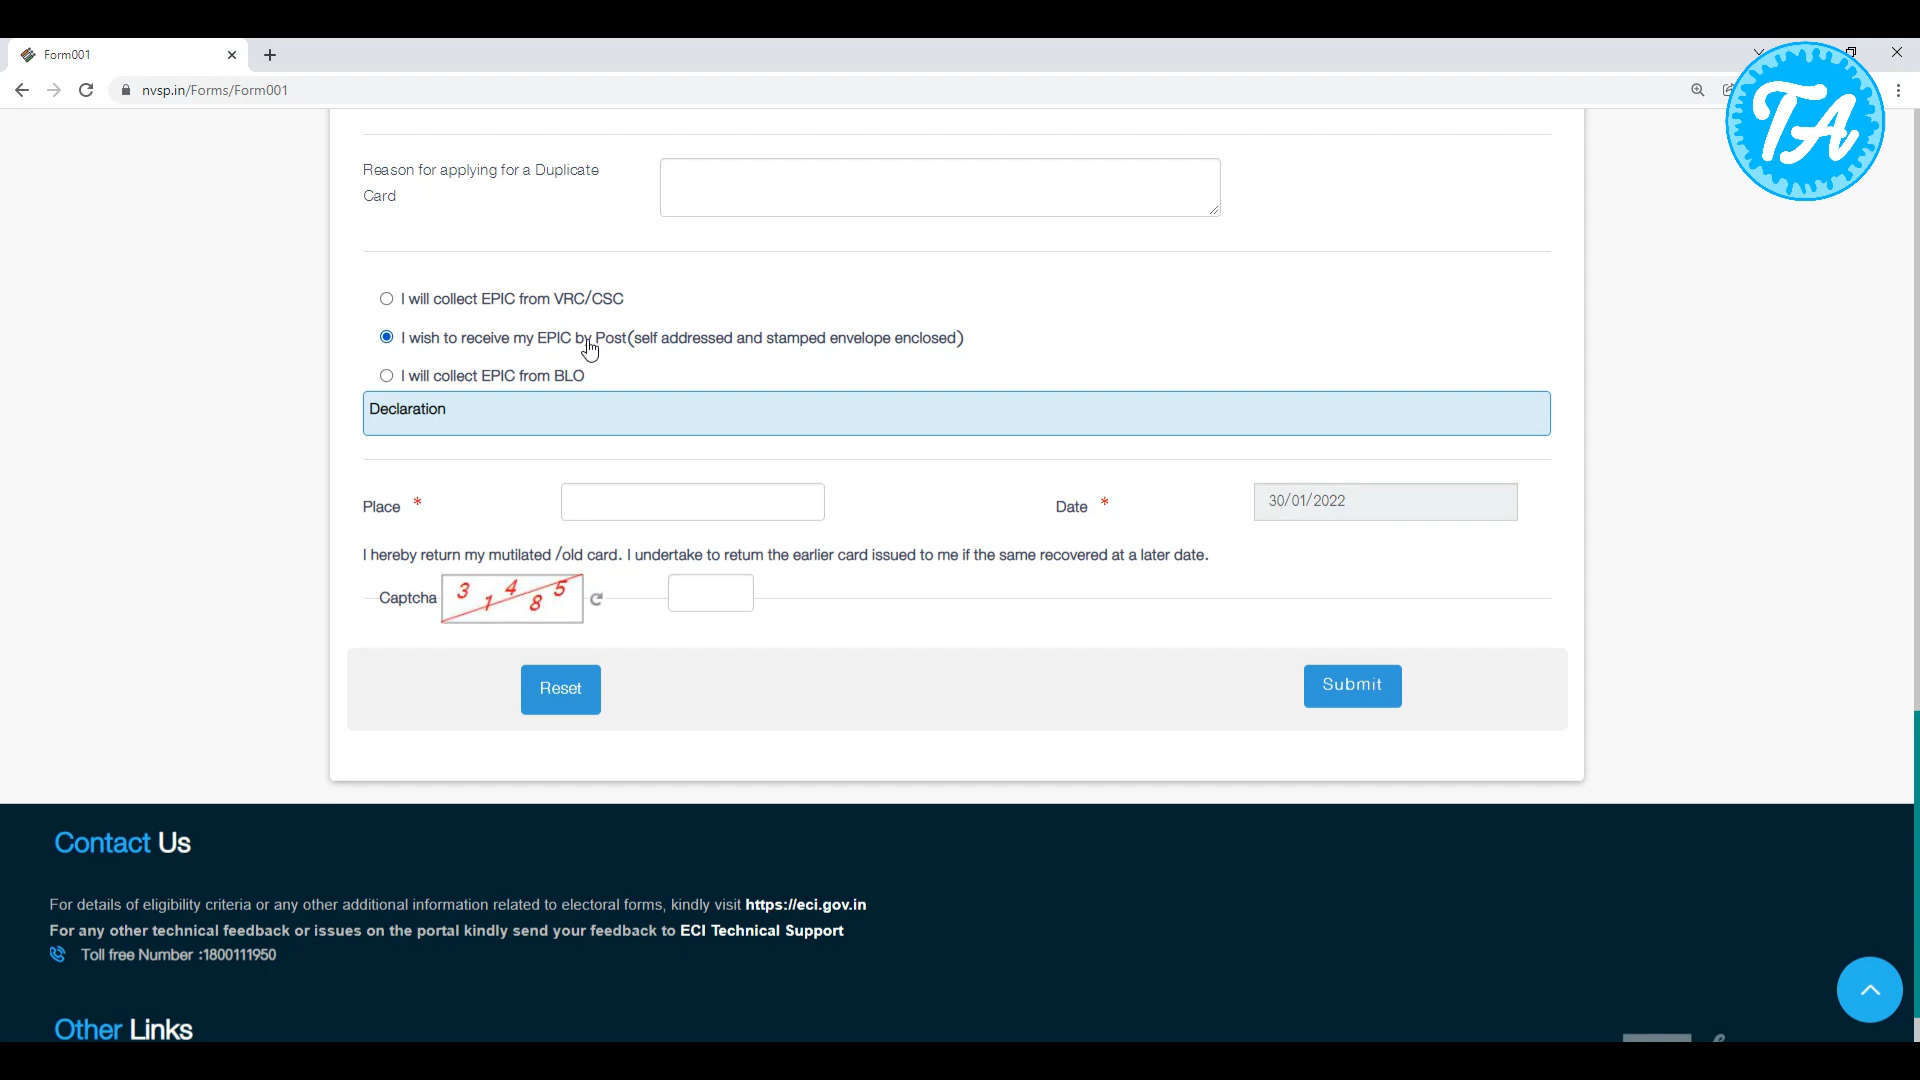 Form001
nvsp.in/Forms/Form001
TA
Reason for applying for a Duplicate
Card
I will collect EPIC from VRC/CSC
I wish to receive my EPIC by Post(self addressed and stamped envelope enclosed)
I will collect EPIC from BLO
Declaration
Place *
Date * 30/01/2022
I hereby return my mutilated /old card. I undertake to return the earlier card issued to me if the same recovered at a later date.
Captcha 3 1 4 8 5
Reset
Submit
Contact Us
For details of eligibility criteria or any other additional information related to electoral forms, kindly visit https://eci.gov.in
For any other technical feedback or issues on the portal kindly send your feedback to ECI Technical Support
Toll free Number :1800111950
Other Links